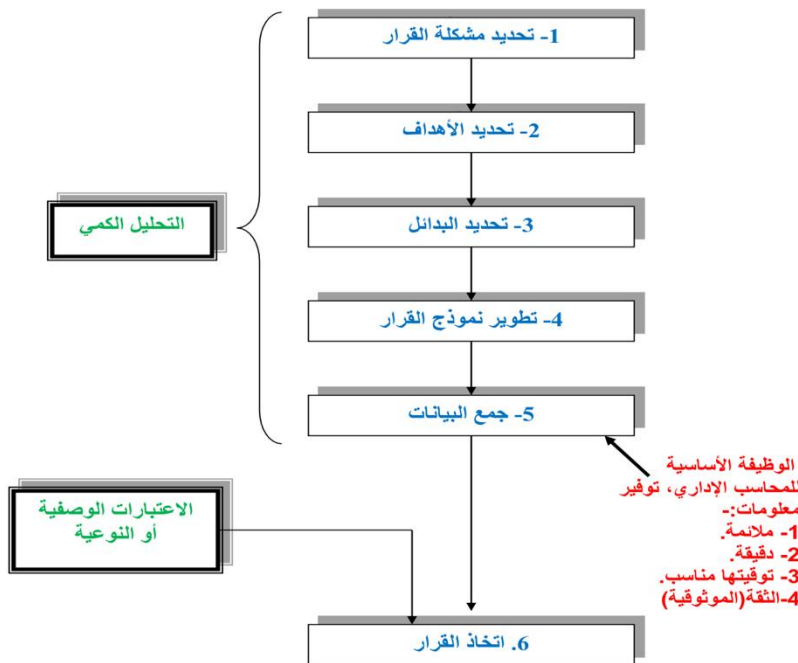 1- تحديد مشكلة القرار
2- تحديد الأهداف
3- تحديد البدائل
التحليل الكمي
4- تطوير نموذج القرار
5- جمع البيانات
الوظيفة الأساسية
للمحاسب الإداري، توفير
معلومات:-
1- ملائمة.
2- دقيقة.
3- توقيتها مناسب.
4-الثقة(الموثوقية)
الاعتبارات الوصفية
أو النوعية
6. اتخاذ القرار